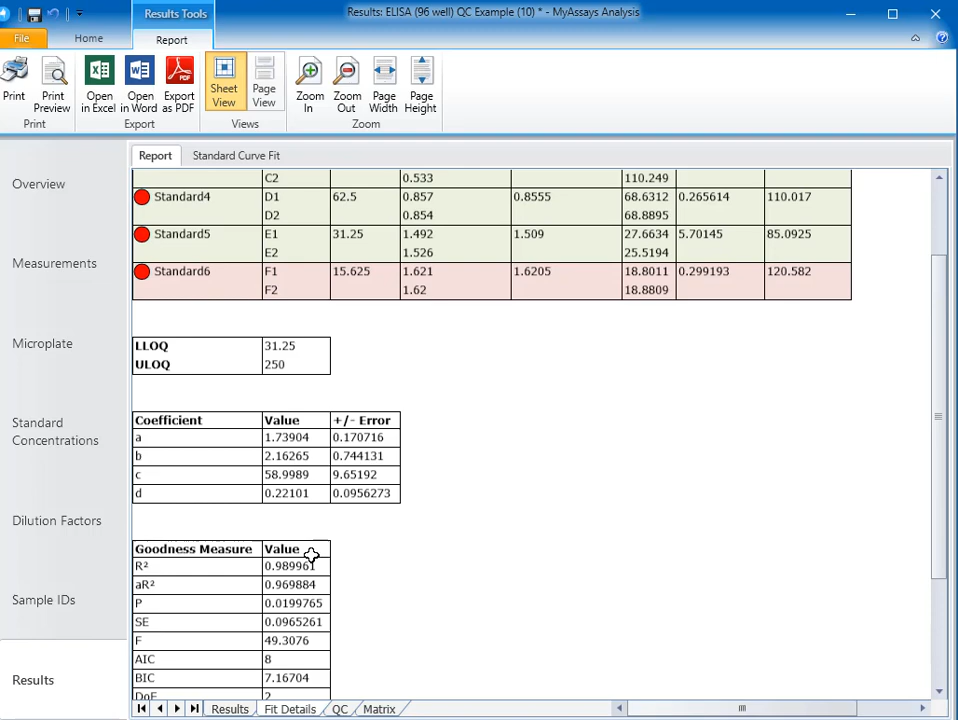 Results Tools
Results: ELISA (96 well) QC Example (10) * - MyAssays Analysis
File
Home
Report
Print
Print Preview
Open in Excel
Open in Word
Export as PDF
Sheet View
Page View
Zoom In
Zoom Out
Page Width
Page Height
Print
Export
Views
Zoom
Overview
Measurements
Microplate
Standard Concentrations
Dilution Factors
Sample IDs
Results
Report
Standard Curve Fit
C2 0.533 110.249
Standard4 D1 62.5 0.857 0.8555 68.6312 0.265614 110.017
D2 0.854 68.8895
Standard5 E1 31.25 1.492 1.509 27.6634 5.70145 85.0925
E2 1.526 25.5194
Standard6 F1 15.625 1.621 1.6205 18.8011 0.299193 120.582
F2 1.62 18.8809
LLOQ 31.25
ULOQ 250
Coefficient Value +/- Error
a 1.73904 0.170716
b 2.16265 0.744131
c 58.9989 9.65192
d 0.22101 0.0956273
Goodness Measure Value
R² 0.989961
aR² 0.969884
P 0.0199765
SE 0.0965261
F 49.3076
AIC 8
BIC 7.16704
DoF 2
Results
Fit Details
QC
Matrix